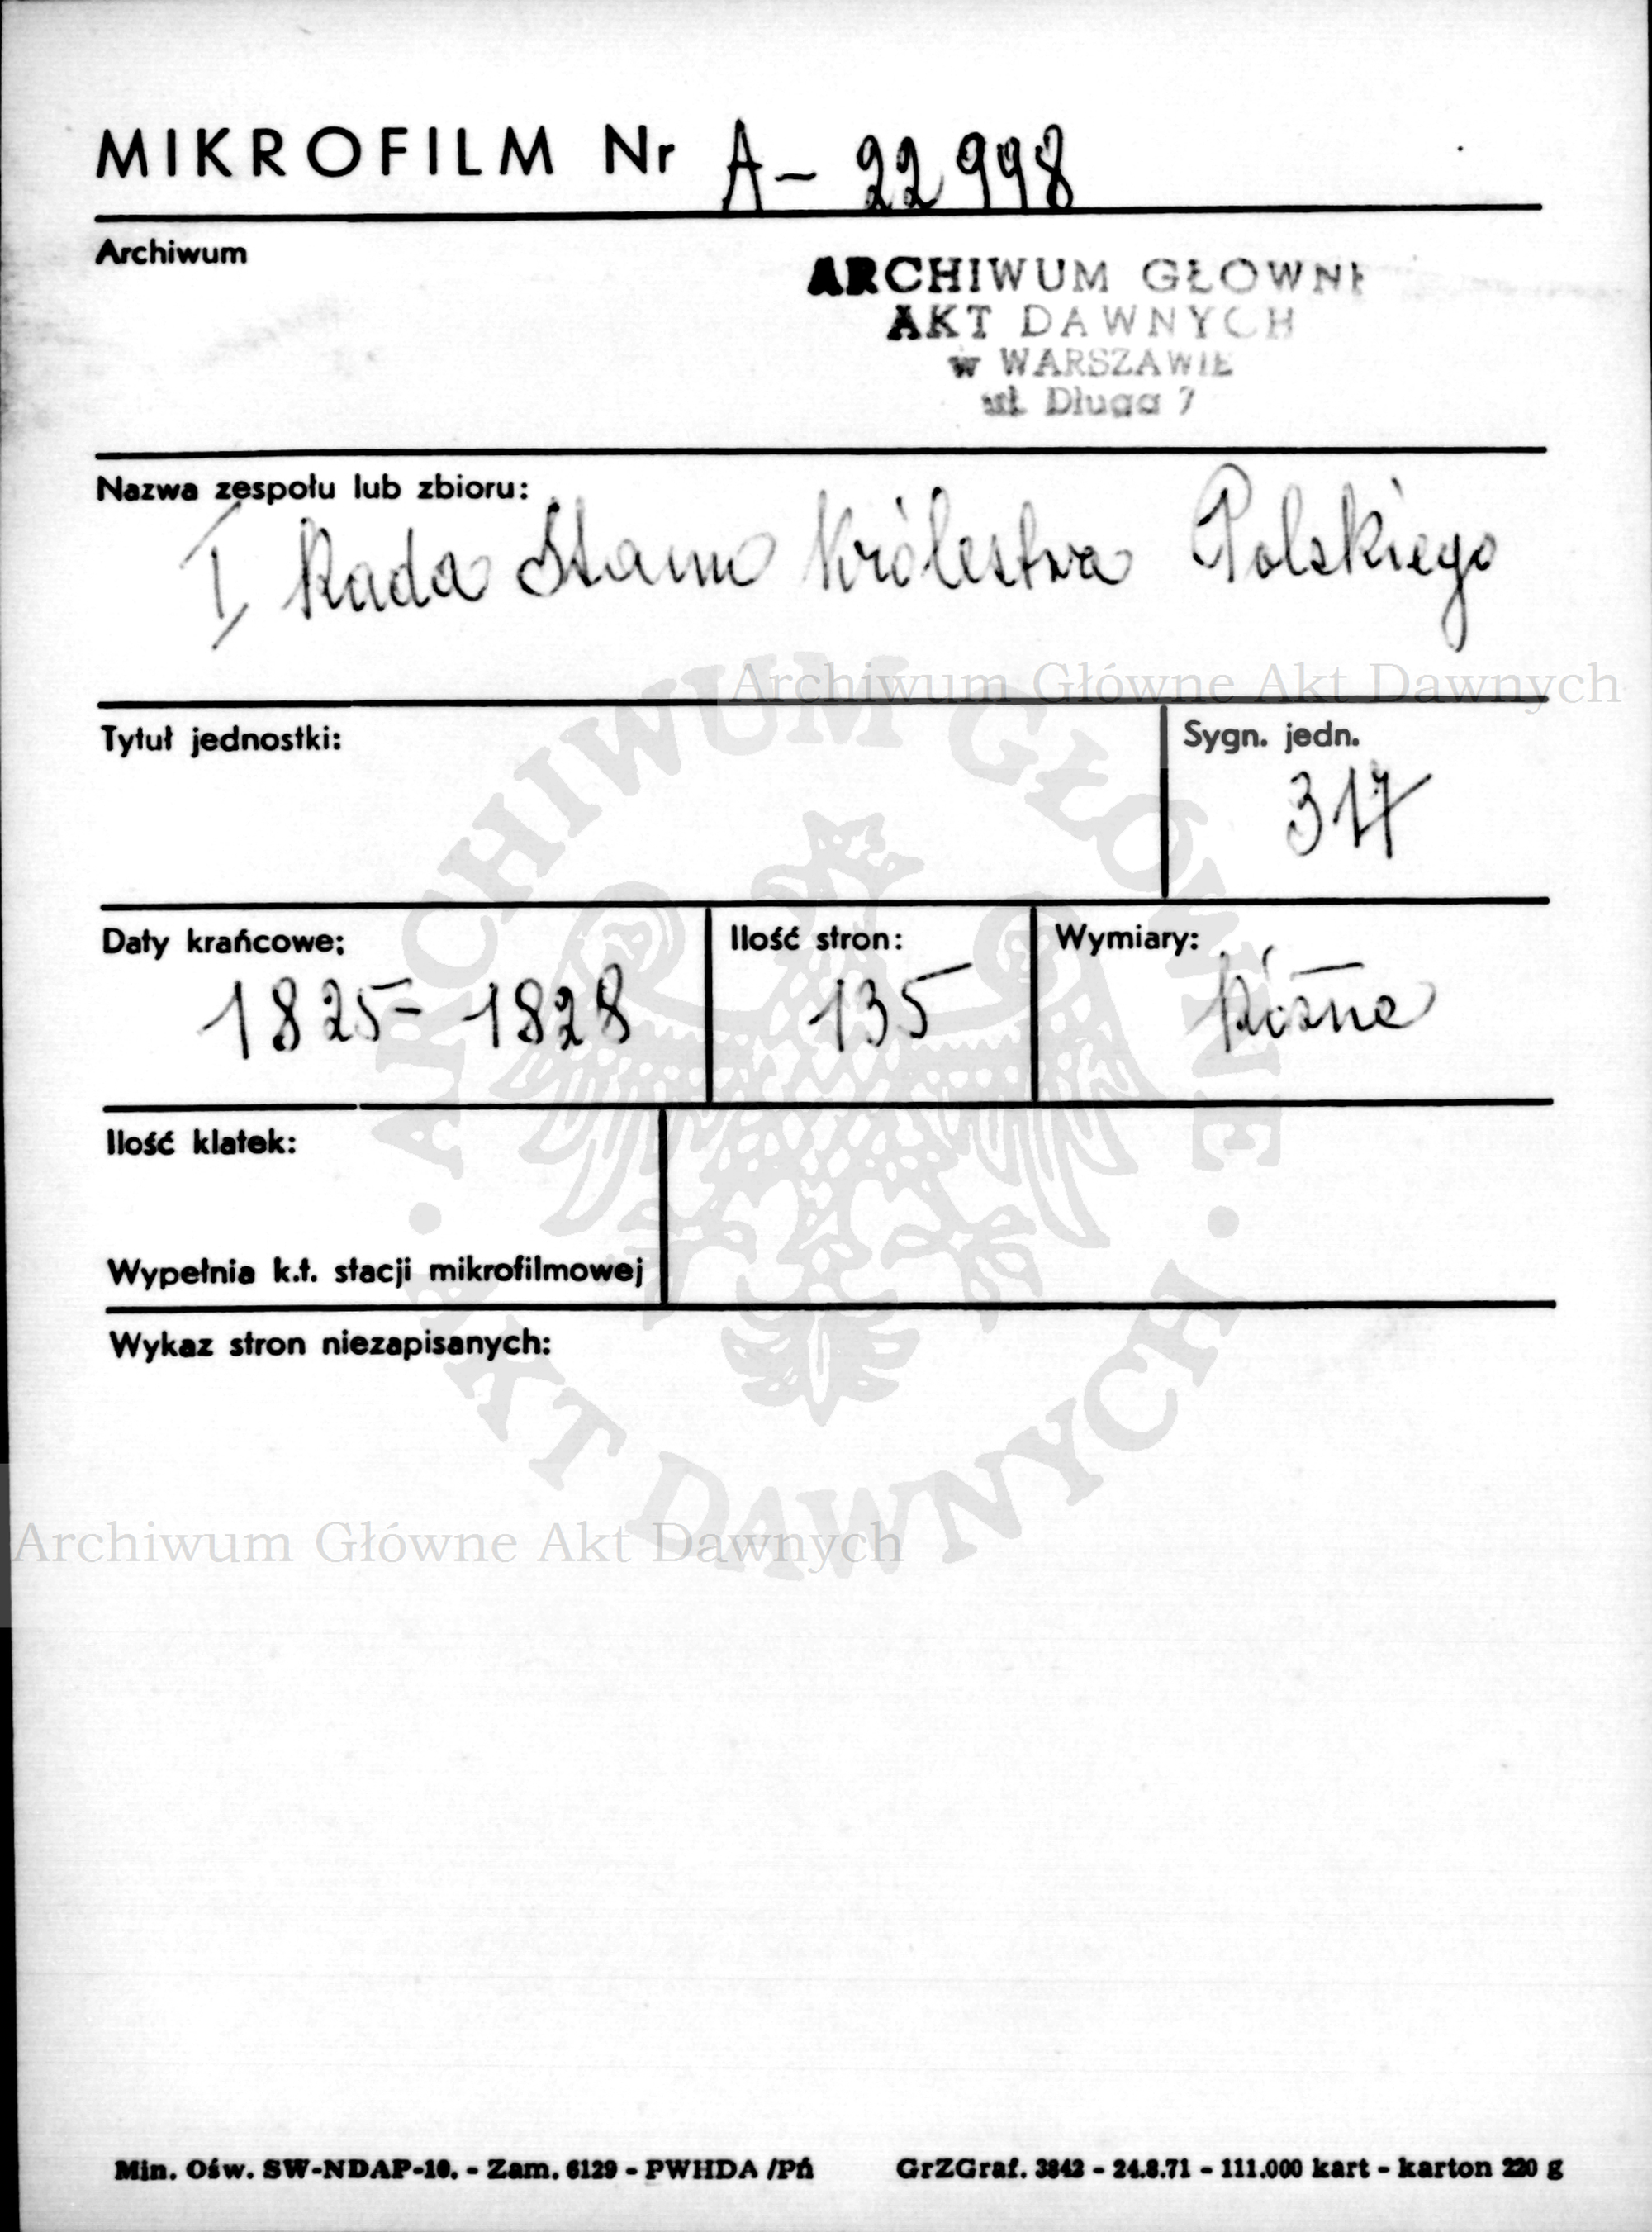 MIKROFILM Nr A- 22998
Archiwum
ARCHIWUM GŁOWNE
AKT DAWNYCH
w WARSZAWIE
ul. Długa 7
Nazwa zespołu lub zbioru:
I Rada Stanu Królestwa Polskiego
Archiwum Główne Akt Dawnych
Tytuł jednostki:
Sygn. jedn.
317
Daty krańcowe:
1825- 1828
Ilość stron:
135
Wymiary:
Różne
Ilość klatek:
Wypełnia k.t. stacji mikrofilmowej
Wykaz stron niezapisanych:
ARCHIWUM GŁÓWNE
AKT DAWNYCH
Archiwum Główne Akt Dawnych
Min. Ośw. SW-NDAP-10. - Zam. 6129 - PWHDA /Pń
GrZGraf. 3842 - 24.8.71 - 111.000 kart - karton 220 g